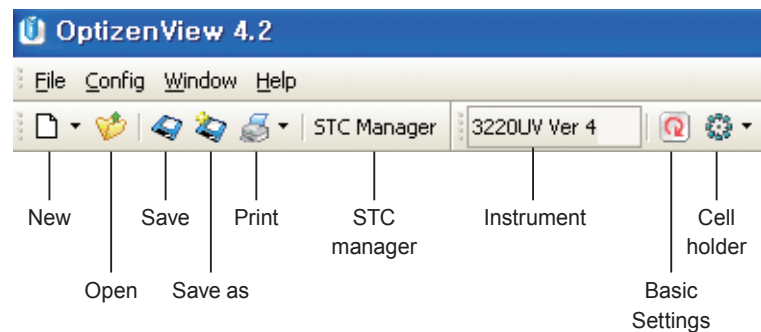 OptizenView 4.2
File Config Window Help
STC Manager 3220UV Ver 4
New Save Print STC manager Instrument Cell holder
Open Save as Basic Settings